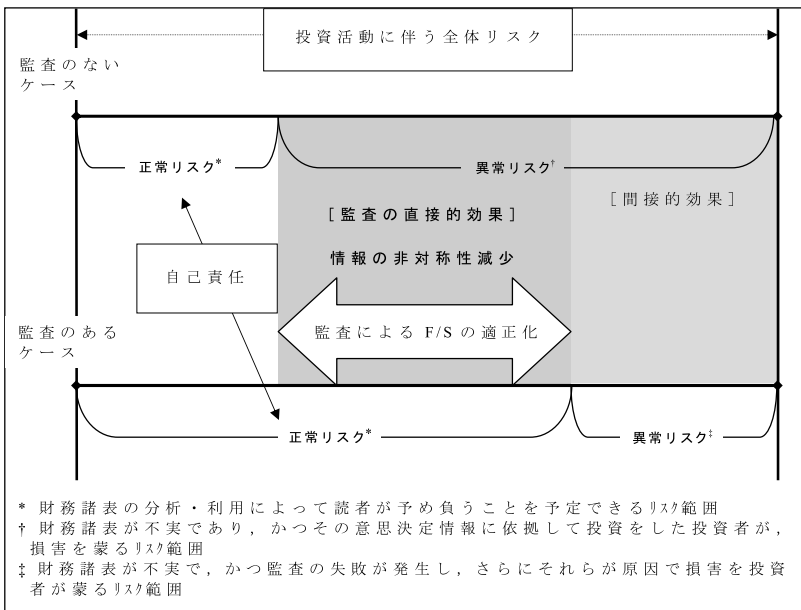 投資活動に伴う全体リスク
監査のない
ケース
正常リスク*
異常リスク†
[間接的効果]
[監査の直接的効果]
情報の非対称性減少
自己責任
監査による F/S の適正化
監査のある
ケース
正常リスク*
異常リスク‡
* 財務諸表の分析・利用によって読者が予め負うことを予定できるリスク範囲
† 財務諸表が不実であり，かつその意思決定情報に依拠して投資をした投資者が，
損害を蒙るリスク範囲
‡ 財務諸表が不実で，かつ監査の失敗が発生し，さらにそれらが原因で損害を投資
者が蒙るリスク範囲